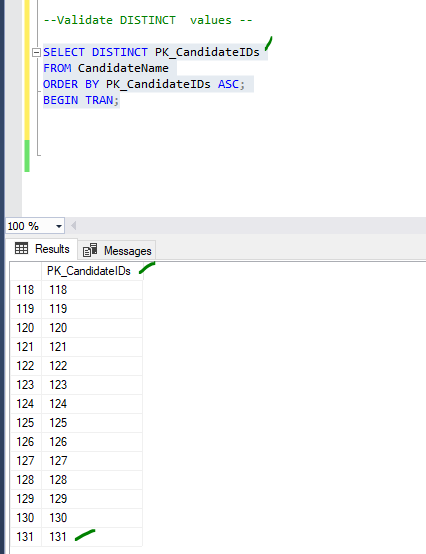 --Validate DISTINCT  values --
SELECT DISTINCT PK_CandidateIDs
FROM CandidateName
ORDER BY PK_CandidateIDs ASC;
BEGIN TRAN;
100 %
Results Messages
PK_CandidateIDs
118 118
119 119
120 120
121 121
122 122
123 123
124 124
125 125
126 126
127 127
128 128
129 129
130 130
131 131